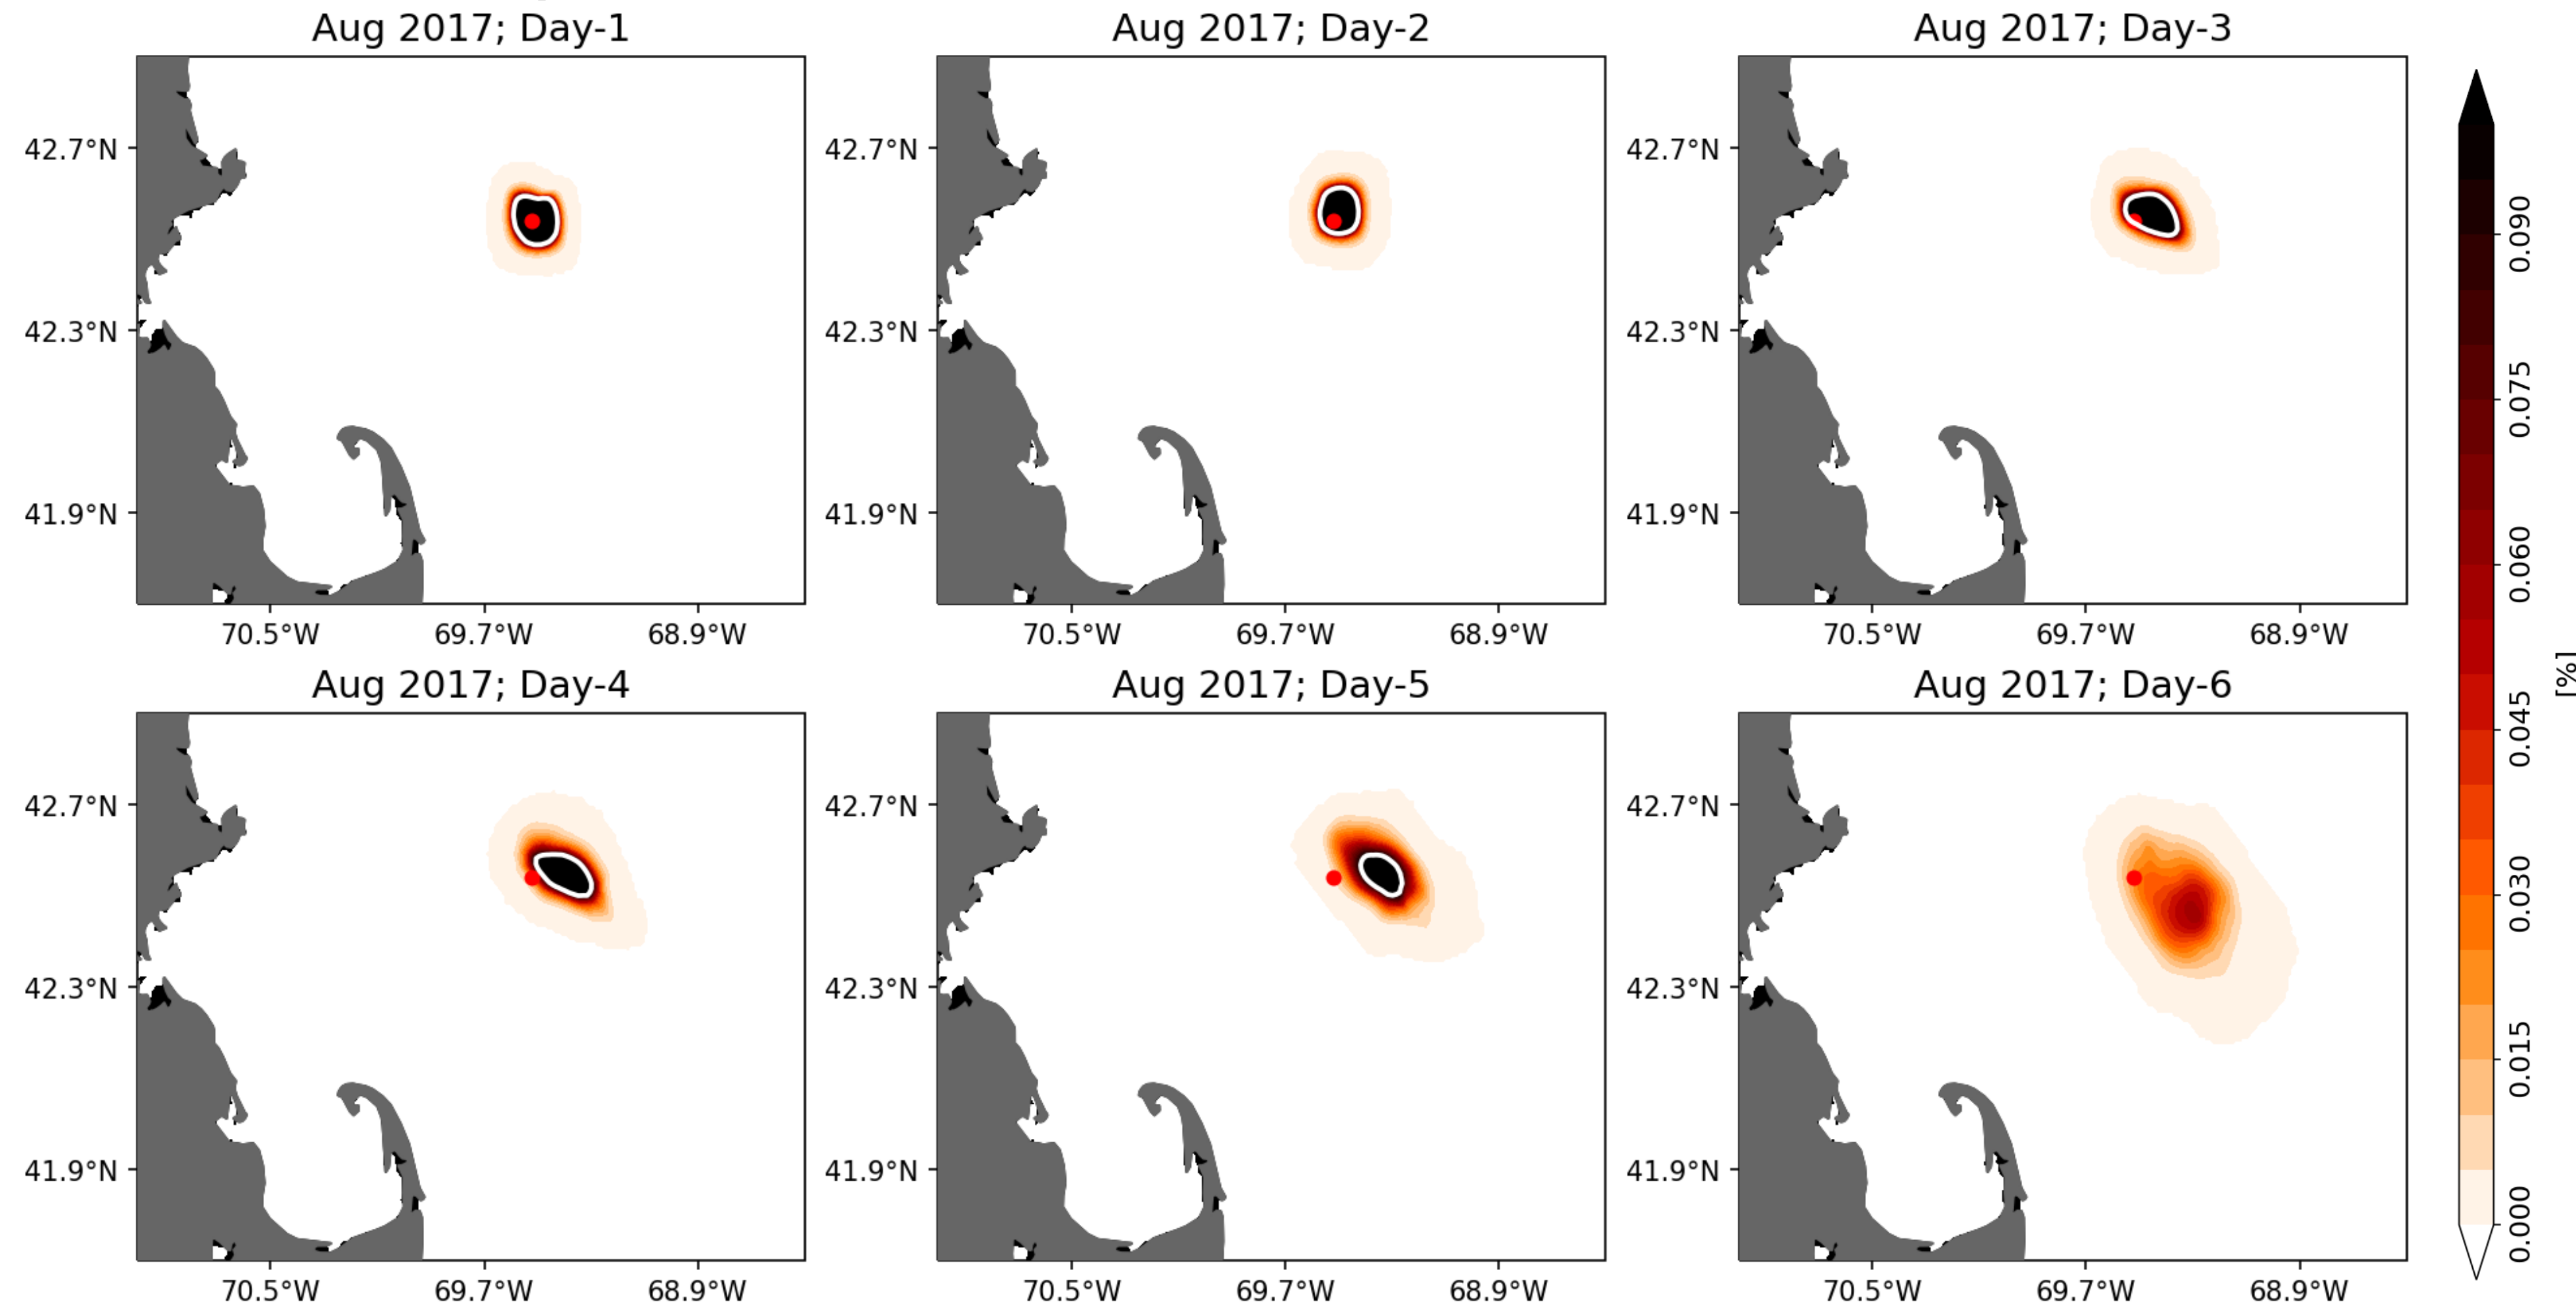 Aug 2017; Day-1
Aug 2017; Day-2
Aug 2017; Day-3
42.7°N
42.3°N
41.9°N
70.5°W
69.7°W
68.9°W
42.7°N
42.3°N
41.9°N
70.5°W
69.7°W
68.9°W
42.7°N
42.3°N
41.9°N
70.5°W
69.7°W
68.9°W
Aug 2017; Day-4
Aug 2017; Day-5
Aug 2017; Day-6
42.7°N
42.3°N
41.9°N
70.5°W
69.7°W
68.9°W
42.7°N
42.3°N
41.9°N
70.5°W
69.7°W
68.9°W
42.7°N
42.3°N
41.9°N
70.5°W
69.7°W
68.9°W
0.090
0.075
0.060
0.045
0.030
0.015
0.000
[%]